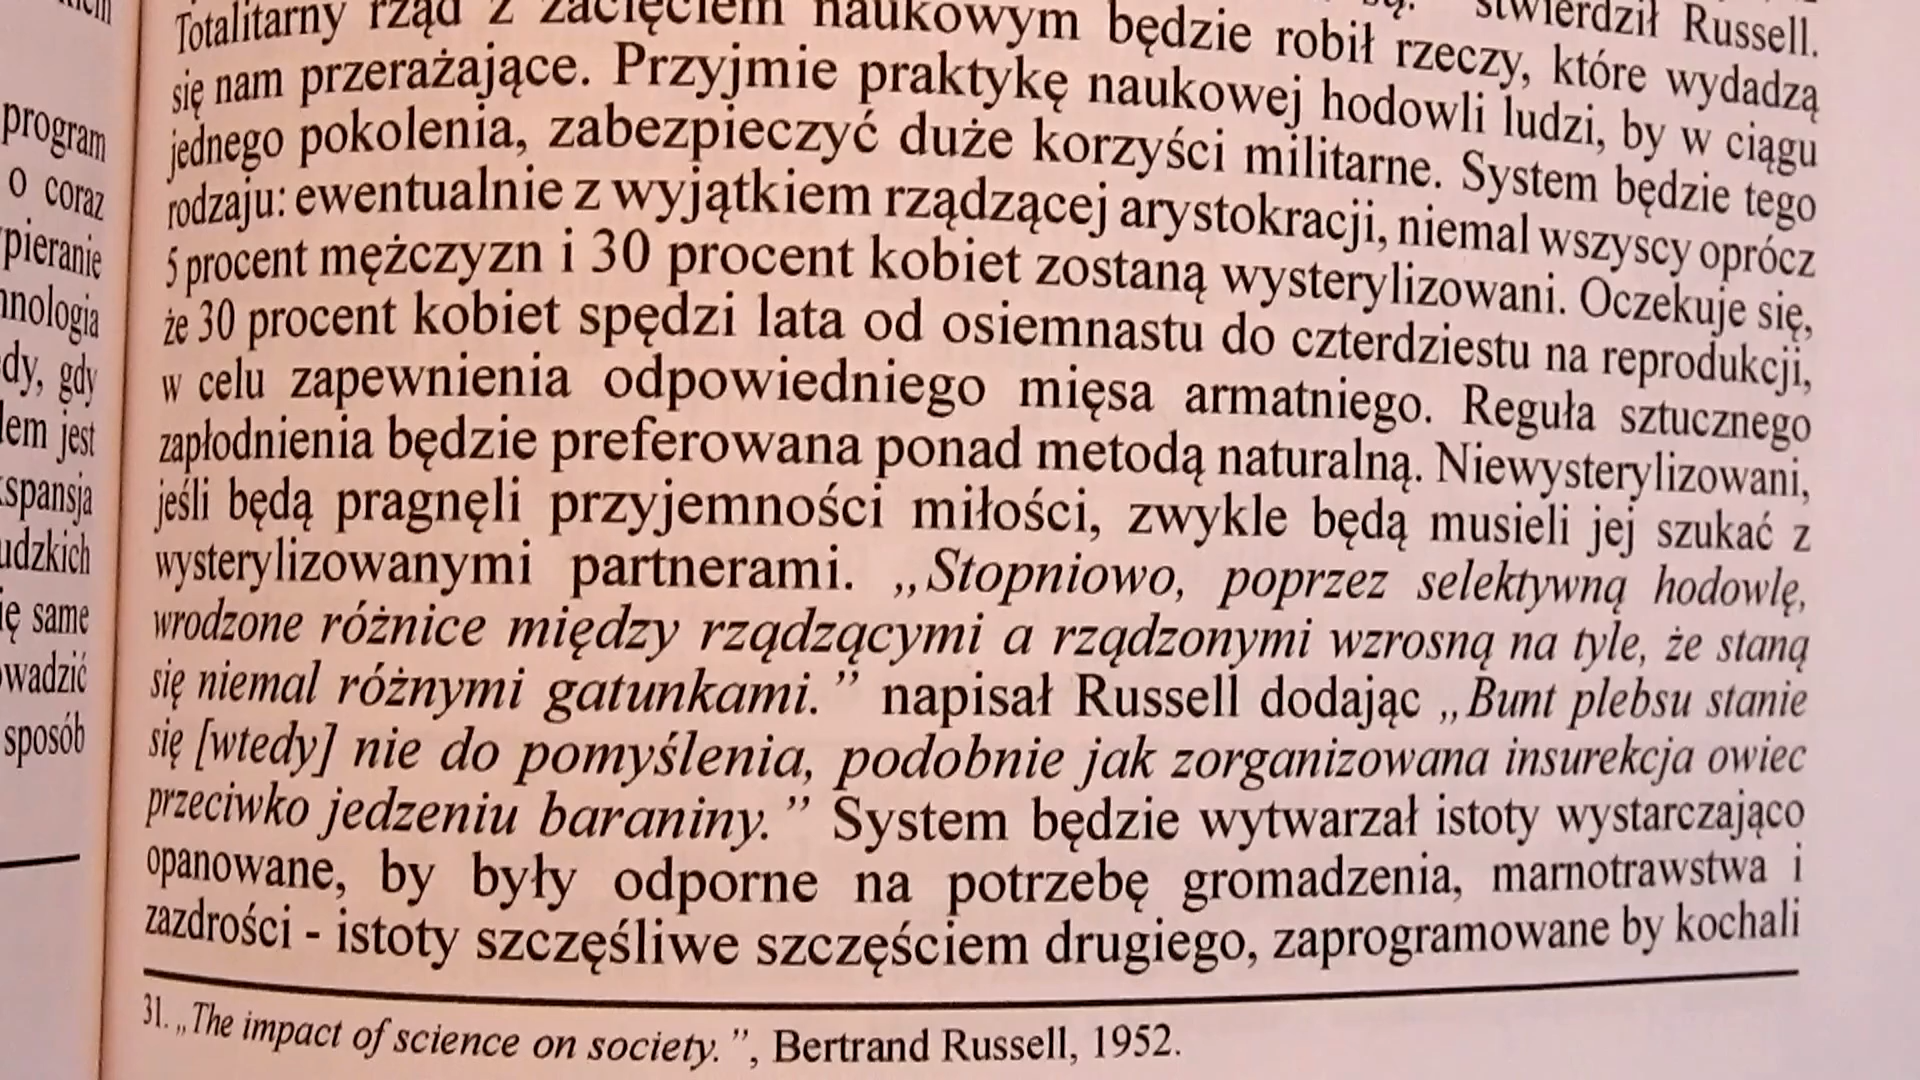 stwierdził Russell.
Totalitarny rząd z zacięciem naukowym będzie robił rzeczy, które wydadzą
się nam przerażające. Przyjmie praktykę naukowej hodowli ludzi, by w ciągu
jednego pokolenia, zabezpieczyć duże korzyści militarne. System będzie tego
rodzaju: ewentualnie z wyjątkiem rządzącej arystokracji, niemal wszyscy oprócz
5 procent mężczyzn i 30 procent kobiet zostaną wysterylizowani. Oczekuje się,
że 30 procent kobiet spędzi lata od osiemnastu do czterdziestu na reprodukcji,
w celu zapewnienia odpowiedniego mięsa armatniego. Reguła sztucznego
zapłodnienia będzie preferowana ponad metodą naturalną. Niewysterylizowani,
jeśli będą pragnęli przyjemności miłości, zwykle będą musieli jej szukać z
wysterylizowanymi partnerami. „Stopniowo, poprzez selektywną hodowlę,
wrodzone różnice między rządzącymi a rządzonymi wzrosną na tyle, że staną
się niemal różnymi gatunkami.” napisał Russell dodając „Bunt plebsu stanie
się [wtedy] nie do pomyślenia, podobnie jak zorganizowana insurekcja owiec
przeciwko jedzeniu baraniny.” System będzie wytwarzał istoty wystarczająco
opanowane, by były odporne na potrzebę gromadzenia, marnotrawstwa i
zazdrości - istoty szczęśliwe szczęściem drugiego, zaprogramowane by kochali
31. „The impact of science on society.”, Bertrand Russell, 1952.
program
o coraz
pieranie
nologia
dy, gdy
lem jest
spansja
udzkich
ię same
wadzić
sposób